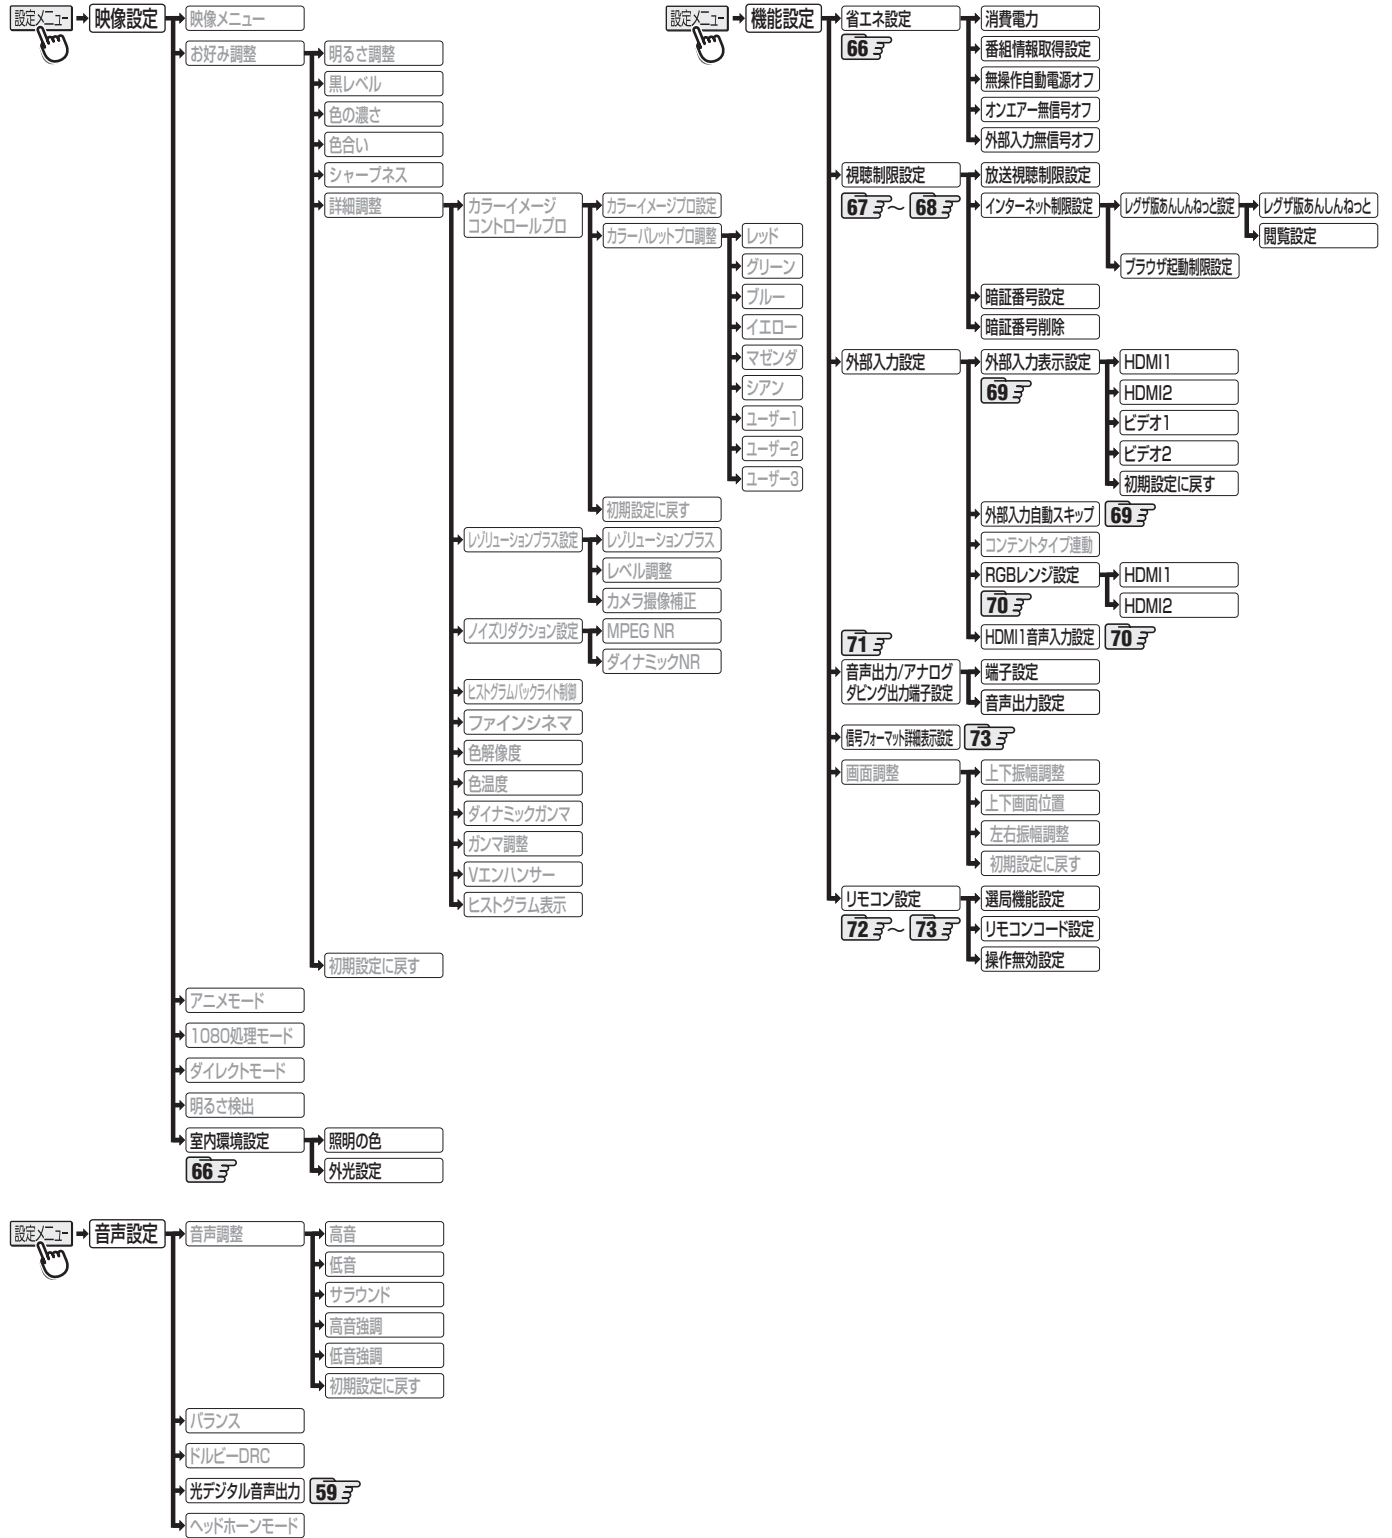 設定メニュー
映像設定
映像メニュー
お好み調整
明るさ調整
黒レベル
色の濃さ
色合い
シャープネス
詳細調整
カラーイメージ
コントロールプロ
カラーイメージプロ設定
カラーパレットプロ調整
レッド
グリーン
ブルー
イエロー
マゼンダ
シアン
ユーザー1
ユーザー2
ユーザー3
初期設定に戻す
レゾリューションプラス設定
レゾリューションプラス
レベル調整
カメラ撮像補正
ノイズリダクション設定
MPEG NR
ダイナミックNR
ヒストグラムバックライト制御
ファインシネマ
色解像度
色温度
ダイナミックガンマ
ガンマ調整
Vエンハンサー
ヒストグラム表示
初期設定に戻す
アニメモード
1080処理モード
ダイレクトモード
明るさ検出
室内環境設定
66
照明の色
外光設定
設定メニュー
音声設定
音声調整
高音
低音
サラウンド
高音強調
低音強調
初期設定に戻す
バランス
ドルビーDRC
光デジタル音声出力 59
ヘッドホーンモード
設定メニュー
機能設定
省エネ設定
66
消費電力
番組情報取得設定
無操作自動電源オフ
オンエアー無信号オフ
外部入力無信号オフ
視聴制限設定
67 ～ 68
放送視聴制限設定
インターネット制限設定
レグザ版あんしんねっと設定
レグザ版あんしんねっと
閲覧設定
ブラウザ起動制限設定
暗証番号設定
暗証番号削除
外部入力設定
外部入力表示設定
69
HDMI1
HDMI2
ビデオ1
ビデオ2
初期設定に戻す
外部入力自動スキップ 69
コンテントタイプ連動
RGBレンジ設定
70
HDMI1
HDMI2
HDMI1音声入力設定 70
71
音声出力/アナログ
ダビング出力端子設定
端子設定
音声出力設定
信号フォーマット詳細表示設定 73
画面調整
上下振幅調整
上下画面位置
左右振幅調整
初期設定に戻す
リモコン設定
72 ～ 73
選局機能設定
リモコンコード設定
操作無効設定